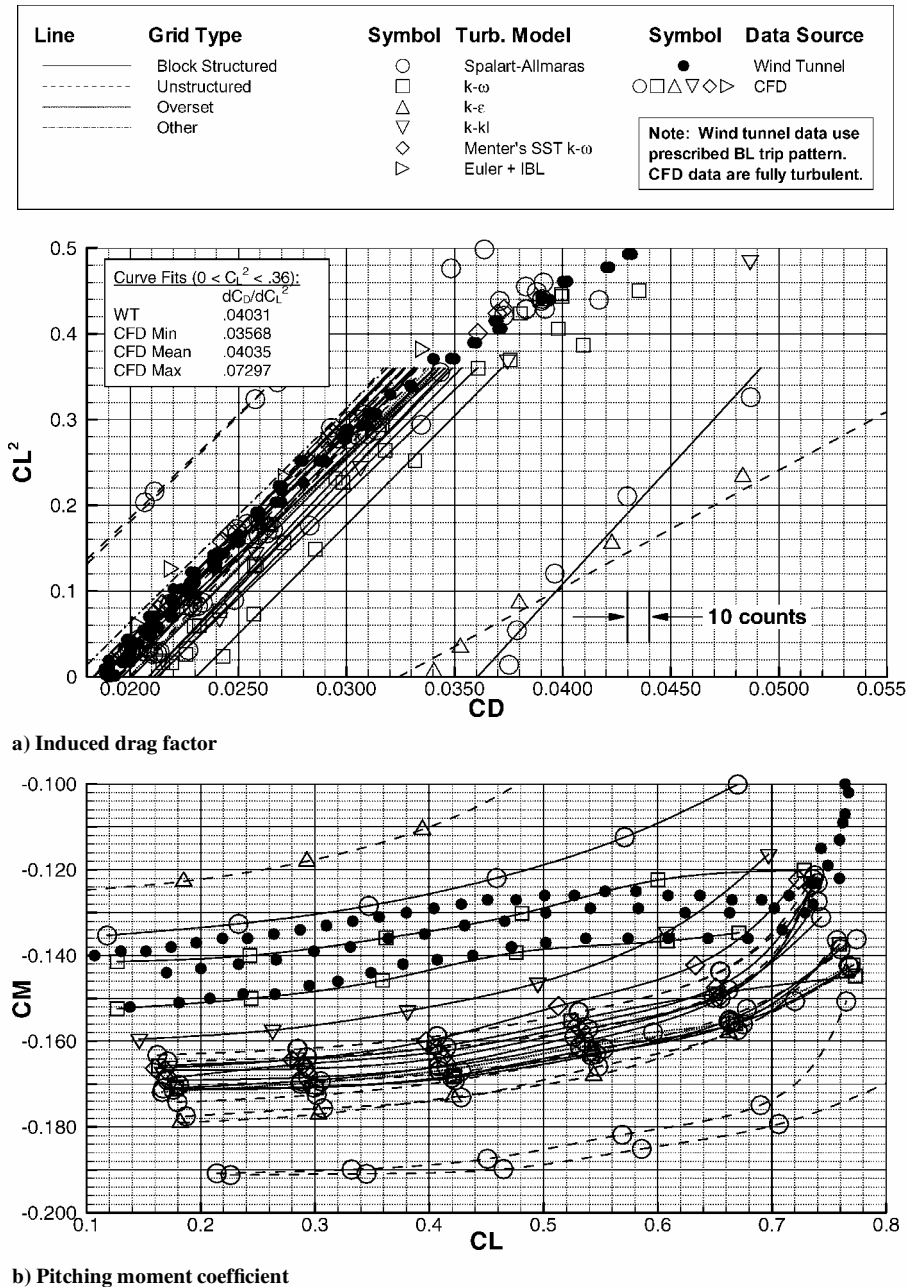 Line Grid Type Symbol Turb. Model Symbol Data Source
Block Structured Spalart-Allmaras Wind Tunnel
Unstructured k-ω CFD
Overset k-ε
Other k-kl
Menter's SST k-ω
Euler + IBL
Note: Wind tunnel data use
prescribed BL trip pattern.
CFD data are fully turbulent.
0.5
0.4
0.3
0.2
0.1
0
CL²
Curve Fits (0 < CL² < .36):
dCD/dCL²
WT .04031
CFD Min .03568
CFD Mean .04035
CFD Max .07297
10 counts
0.0200 0.0250 0.0300 0.0350 0.0400 0.0450 0.0500 0.055
CD
a) Induced drag factor
-0.100
-0.120
-0.140
-0.160
-0.180
-0.200
CM
0.1 0.2 0.3 0.4 0.5 0.6 0.7 0.8
CL
b) Pitching moment coefficient